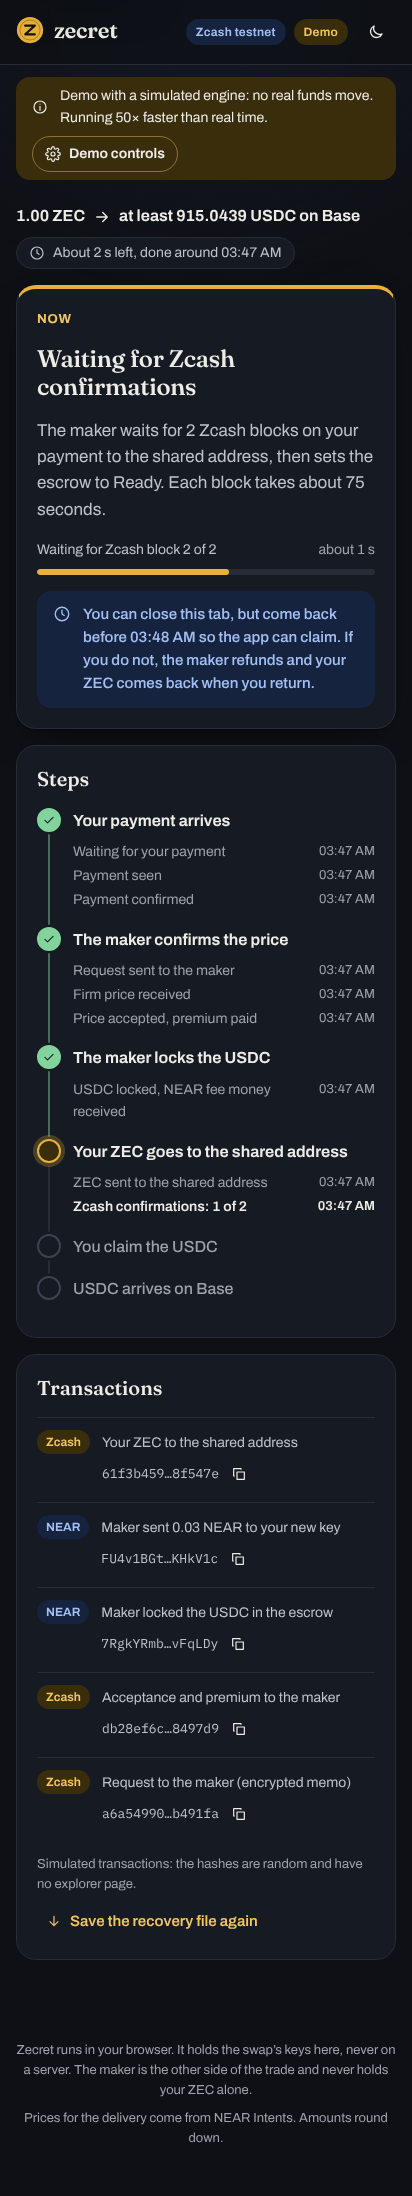 zecret
Zcash testnet
Demo
Demo with a simulated engine: no real funds move.
Running 50× faster than real time.
Demo controls
1.00 ZEC → at least 915.0439 USDC on Base
About 2 s left, done around 03:47 AM
NOW
Waiting for Zcash
confirmations
The maker waits for 2 Zcash blocks on your
payment to the shared address, then sets the
escrow to Ready. Each block takes about 75
seconds.
Waiting for Zcash block 2 of 2 about 1 s
You can close this tab, but come back
before 03:48 AM so the app can claim. If
you do not, the maker refunds and your
ZEC comes back when you return.
Steps
Your payment arrives
Waiting for your payment 03:47 AM
Payment seen 03:47 AM
Payment confirmed 03:47 AM
The maker confirms the price
Request sent to the maker 03:47 AM
Firm price received 03:47 AM
Price accepted, premium paid 03:47 AM
The maker locks the USDC
USDC locked, NEAR fee money 03:47 AM
received
Your ZEC goes to the shared address
ZEC sent to the shared address 03:47 AM
Zcash confirmations: 1 of 2 03:47 AM
You claim the USDC
USDC arrives on Base
Transactions
Zcash Your ZEC to the shared address
61f3b459…8f547e
NEAR Maker sent 0.03 NEAR to your new key
FU4v1BGt…KHkV1c
NEAR Maker locked the USDC in the escrow
7RgkYRmb…vFqLDy
Zcash Acceptance and premium to the maker
db28ef6c…8497d9
Zcash Request to the maker (encrypted memo)
a6a54990…b491fa
Simulated transactions: the hashes are random and have
no explorer page.
Save the recovery file again
Zecret runs in your browser. It holds the swap's keys here, never on
a server. The maker is the other side of the trade and never holds
your ZEC alone.
Prices for the delivery come from NEAR Intents. Amounts round
down.